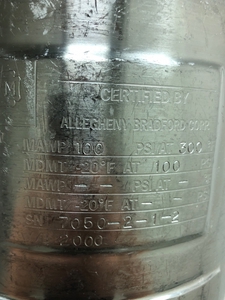 CERTIFIED BY
ALLEGHENY BRADFORD CORP.
MAWP 100 PSI AT 300
MDMT -20°F AT 100
MAWP - - PSI AT -
MDMT -20°F AT - -
SN 7050-2-1-2
2000